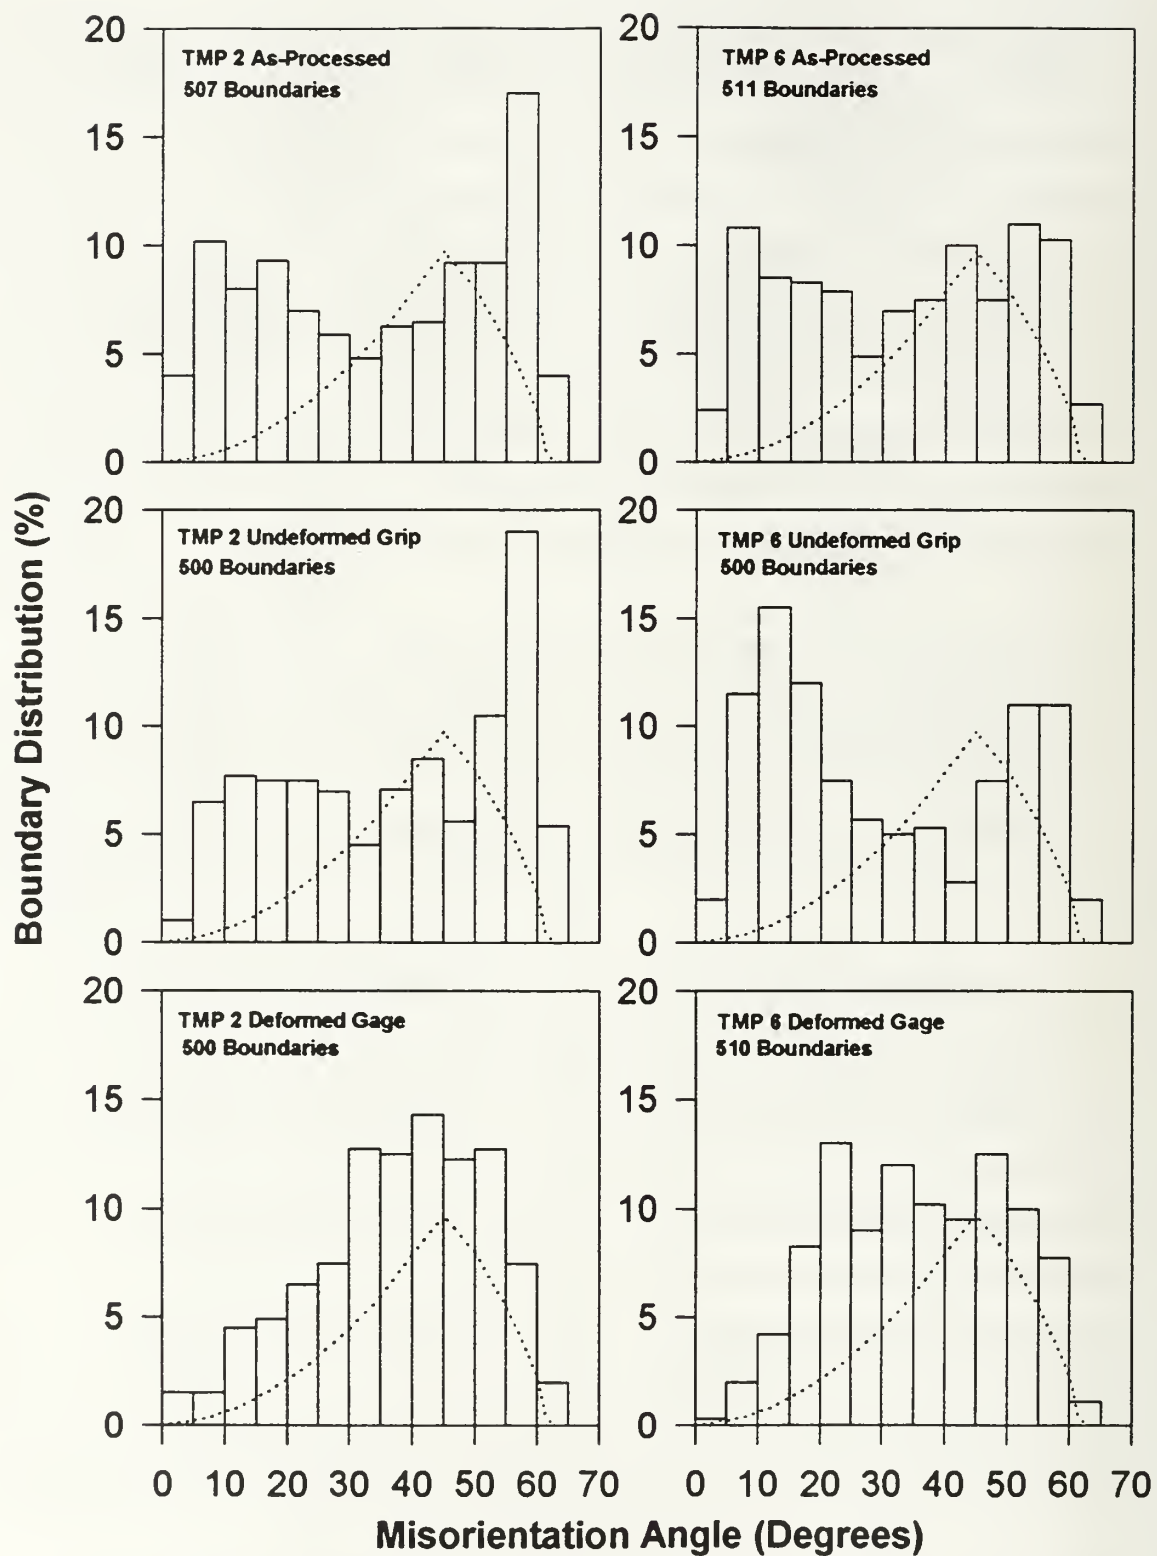 TMP 2 As-Processed
507 Boundaries
20
15
10
5
0
TMP 6 As-Processed
511 Boundaries
20
15
10
5
0
TMP 2 Undeformed Grip
500 Boundaries
20
15
10
5
0
TMP 6 Undeformed Grip
500 Boundaries
20
15
10
5
0
TMP 2 Deformed Gage
500 Boundaries
20
15
10
5
0
TMP 6 Deformed Gage
510 Boundaries
20
15
10
5
0
Boundary Distribution (%)
0 10 20 30 40 50 60 70
0 10 20 30 40 50 60 70
Misorientation Angle (Degrees)